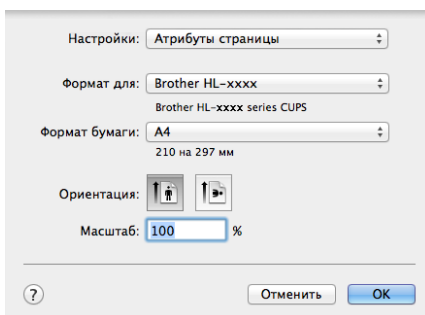 Настройки: Атрибуты страницы
Формат для: Brother HL-xxxx
Brother HL-xxxx series CUPS
Формат бумаги: A4
210 на 297 мм
Ориентация:
Масштаб: 100 %
? Отменить OK